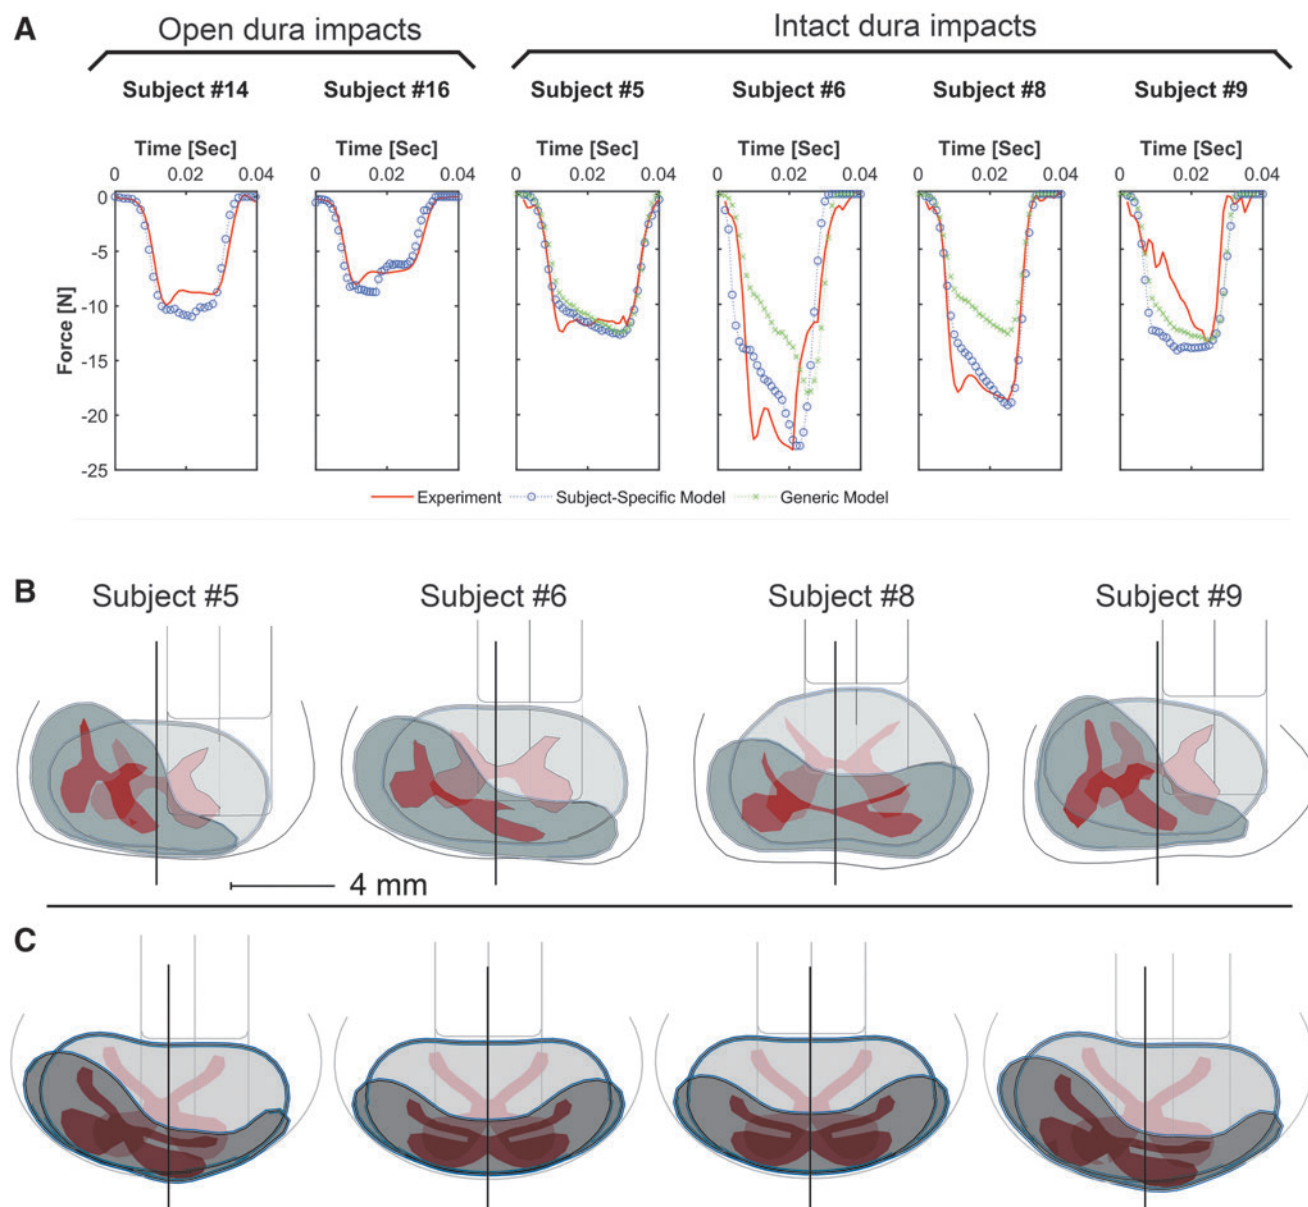 A
Open dura impacts
Intact dura impacts
Subject #14
Subject #16
Subject #5
Subject #6
Subject #8
Subject #9
Time [Sec]
Time [Sec]
Time [Sec]
Time [Sec]
Time [Sec]
Time [Sec]
0 0.02 0.04
0 0.02 0.04
0 0.02 0.04
0 0.02 0.04
0 0.02 0.04
0 0.02 0.04
Force [N]
0
-5
-10
-15
-20
-25
Experiment
Subject-Specific Model
Generic Model
B
Subject #5
Subject #6
Subject #8
Subject #9
4 mm
C